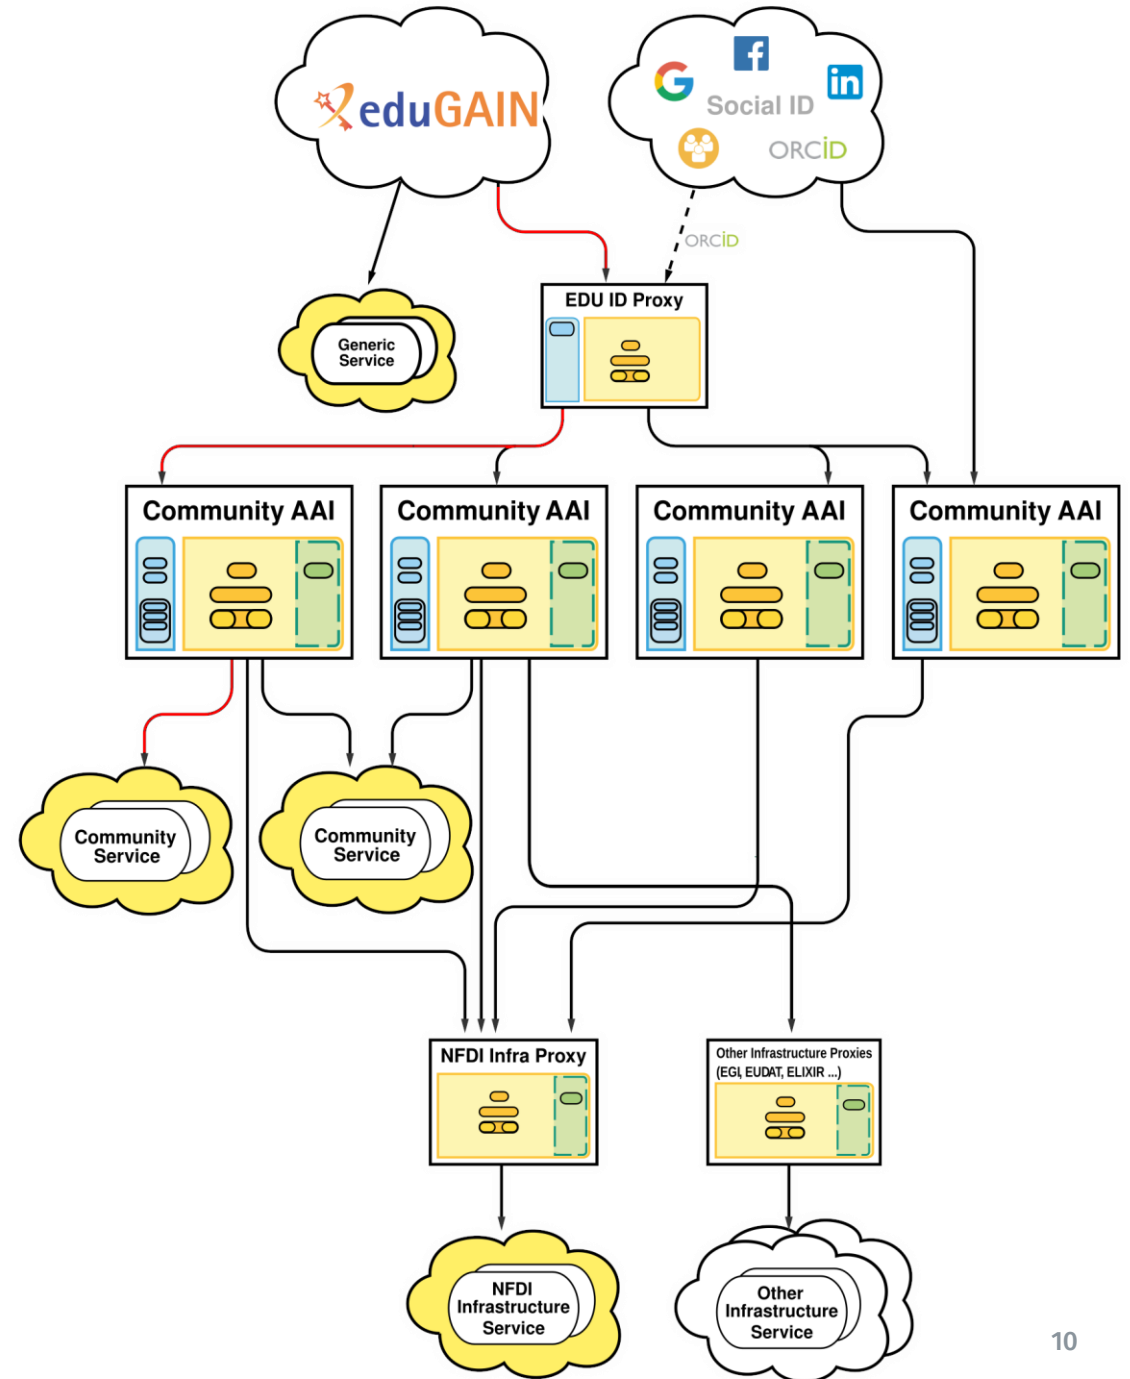 eduGAIN
Social ID
ORCID
ORCID
EDU ID Proxy
Generic
Service
Community AAI
Community AAI
Community AAI
Community AAI
Community
Service
Community
Service
NFDI Infra Proxy
Other Infrastructure Proxies
(EGI, EUDAT, ELIXIR ...)
NFDI
Infrastructure
Service
Other
Infrastructure
Service
10